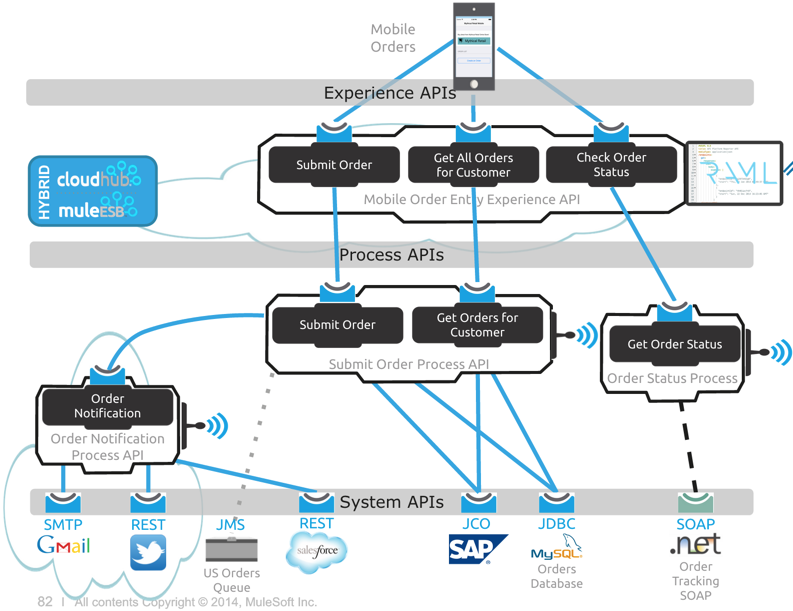 Mobile
Orders
Experience APIs
Submit Order
Get All Orders
for Customer
Check Order
Status
Mobile Order Entry Experience API
RAML
HYBRID
cloudhub
muleESB
Process APIs
Submit Order
Get Orders for
Customer
Submit Order Process API
Get Order Status
Order Status Process
Order
Notification
Order Notification
Process API
System APIs
SMTP
REST
JMS
REST
JCO
JDBC
SOAP
Gmail
US Orders
Queue
salesforce
SAP
MySQL
Orders
Database
.net
Order
Tracking
SOAP
82 | All contents Copyright © 2014, MuleSoft Inc.